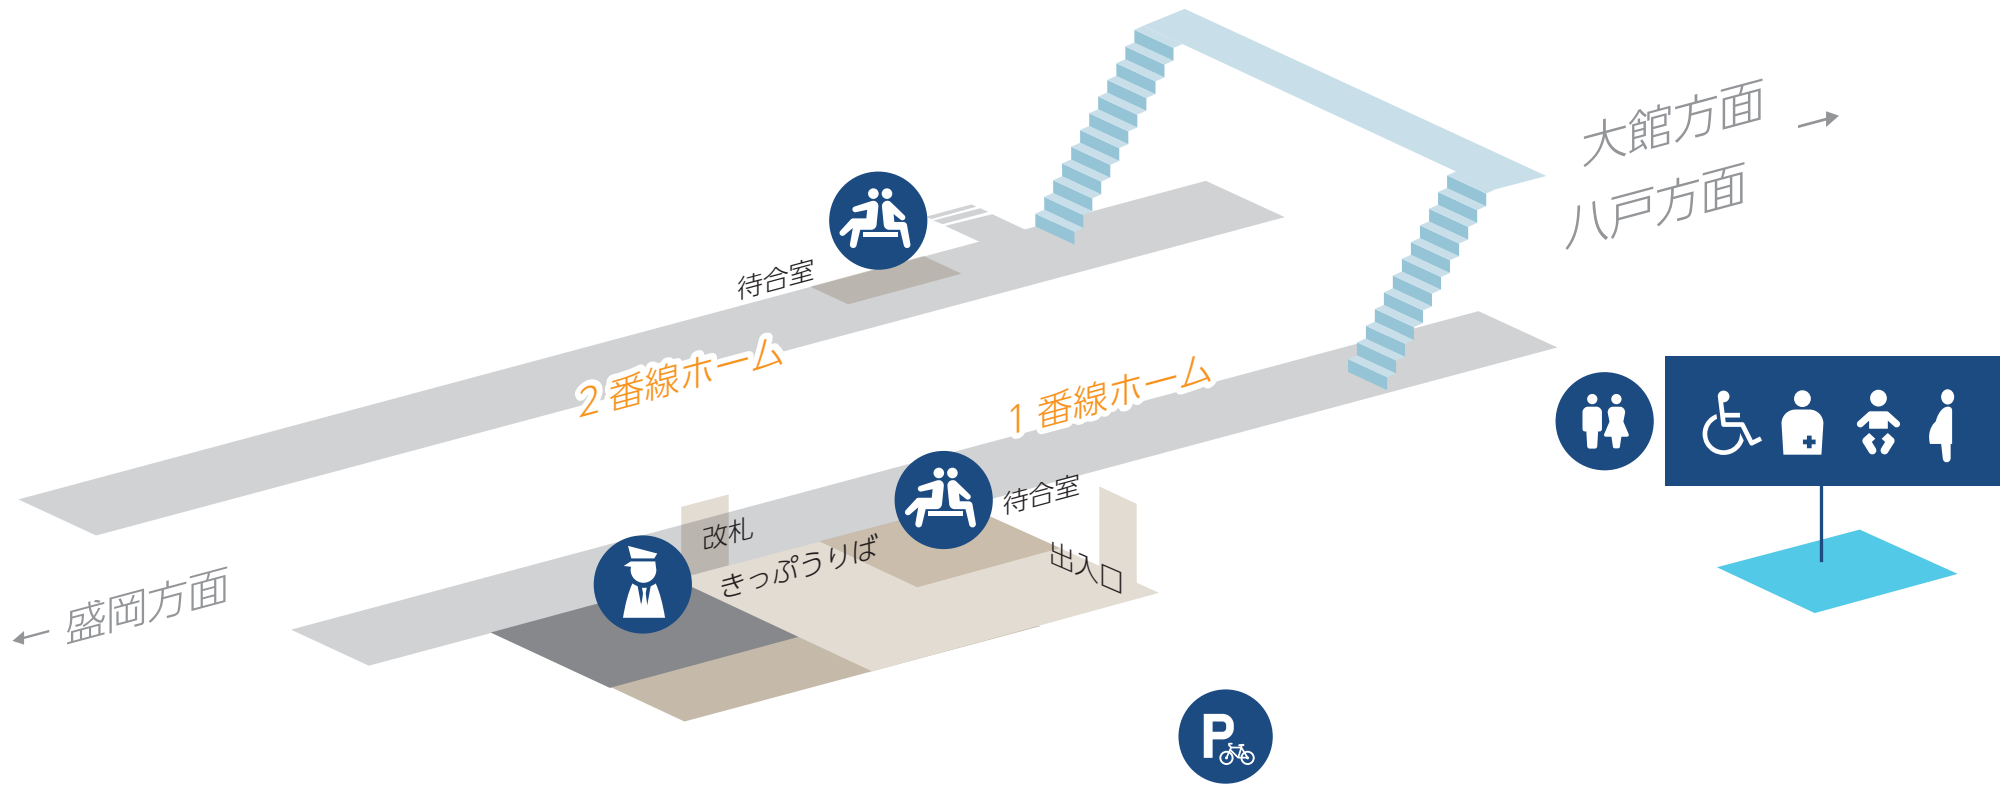 大館方面
八戸方面
待合室
2番線ホーム
1番線ホーム
待合室
改札
きっぷうりば
出入口
盛岡方面
P